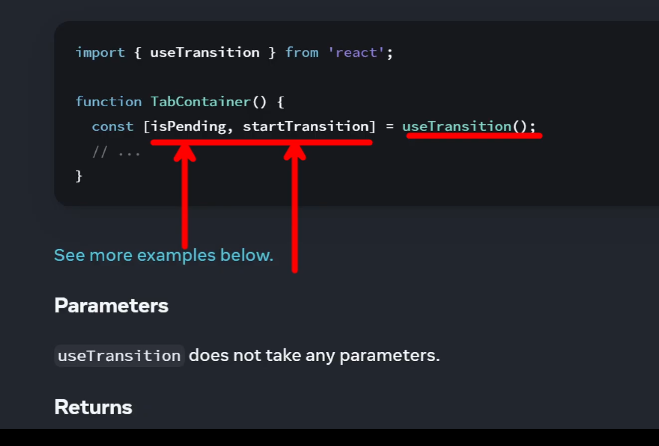 import { useTransition } from 'react';
function TabContainer() {
const [isPending, startTransition] = useTransition();
// ...
}
See more examples below.
Parameters
useTransition does not take any parameters.
Returns